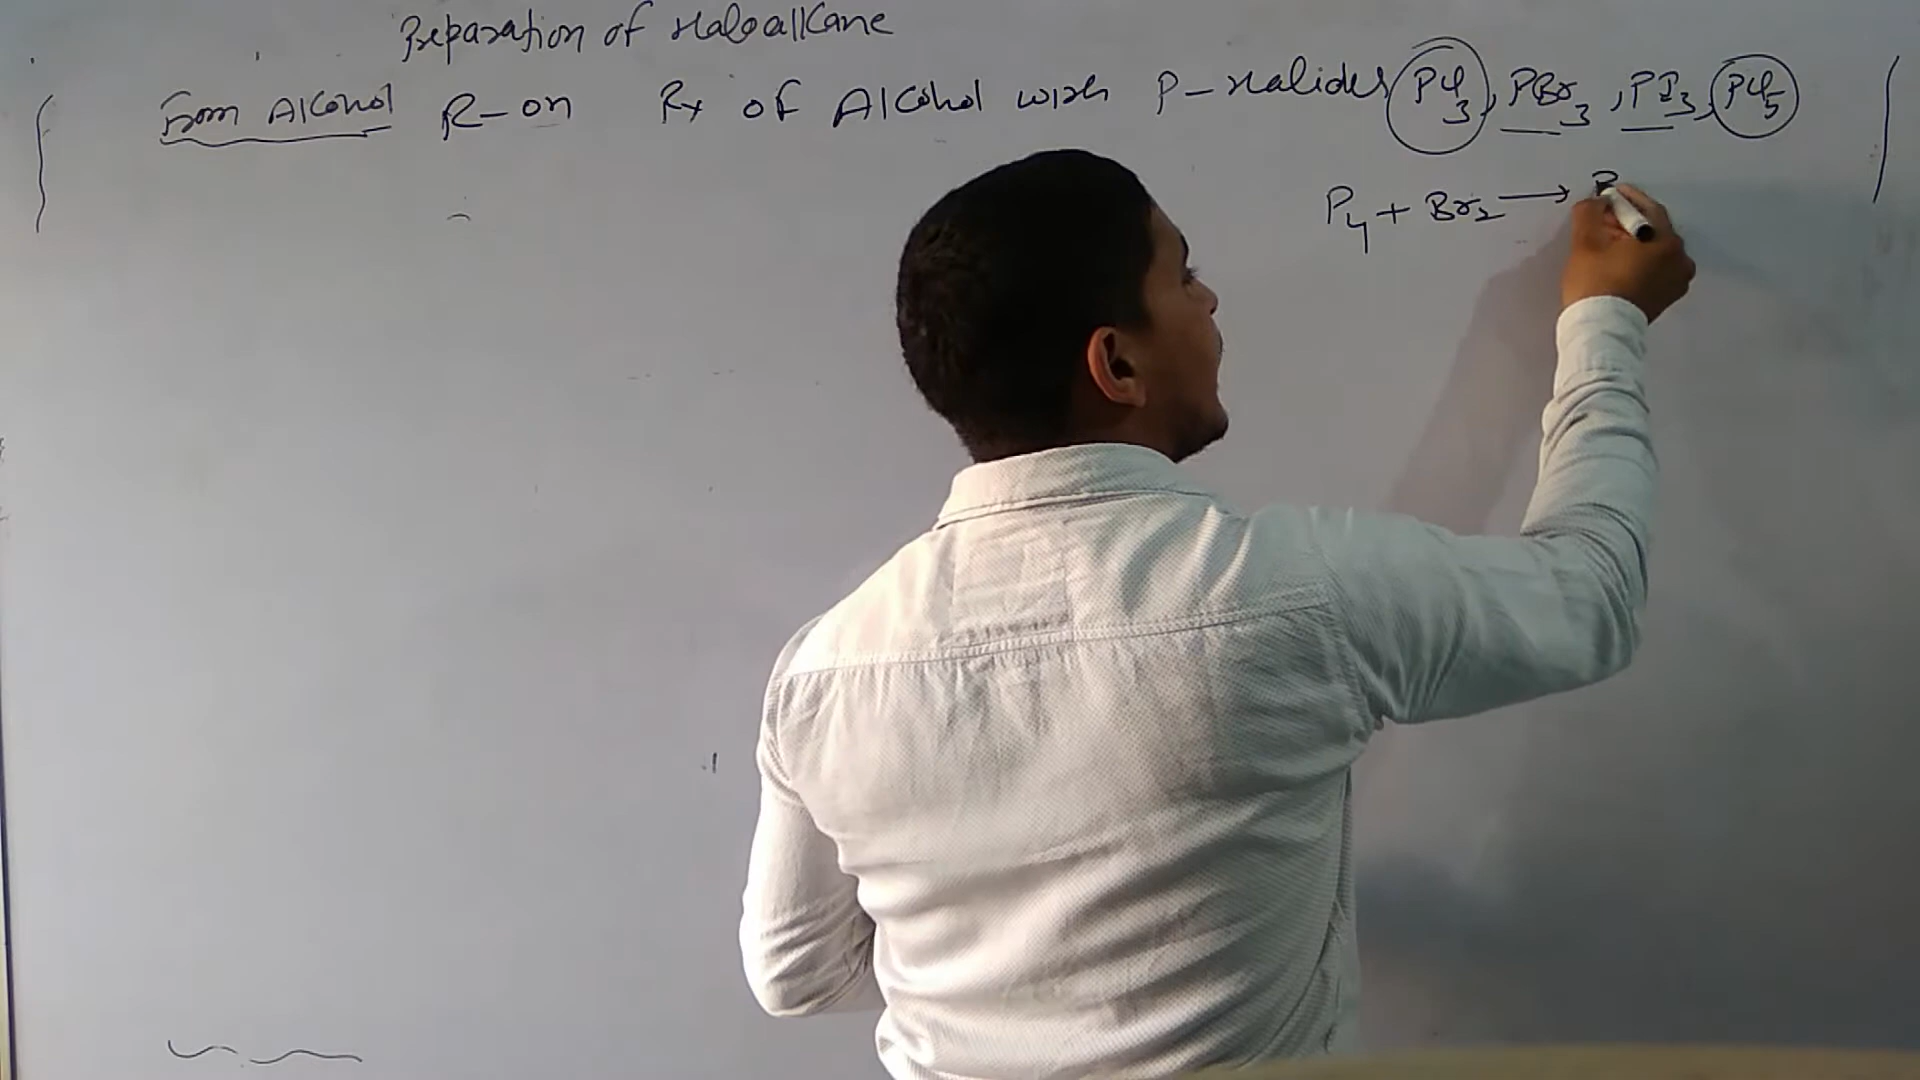 Preparation of Haloalkane
From Alcohol R-OH Rx of Alcohol with P-Halides PCl3, PBr3, PI3, PCl5
P4 + Br2 → P